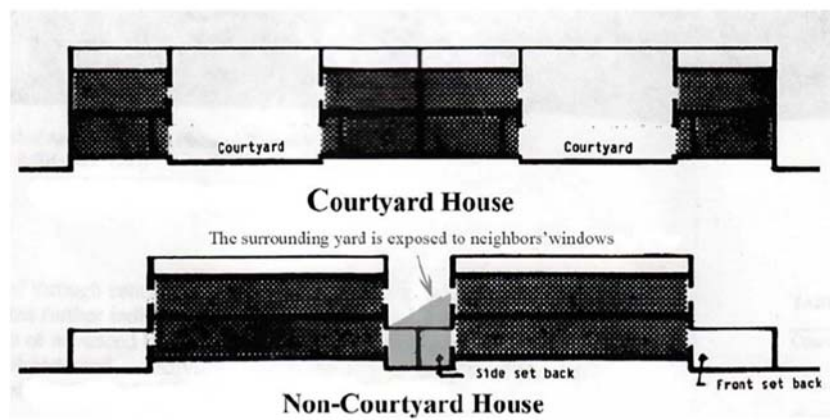 Courtyard
Courtyard
Courtyard House
The surrounding yard is exposed to neighbors'windows
Side set back
Front set back
Non-Courtyard House